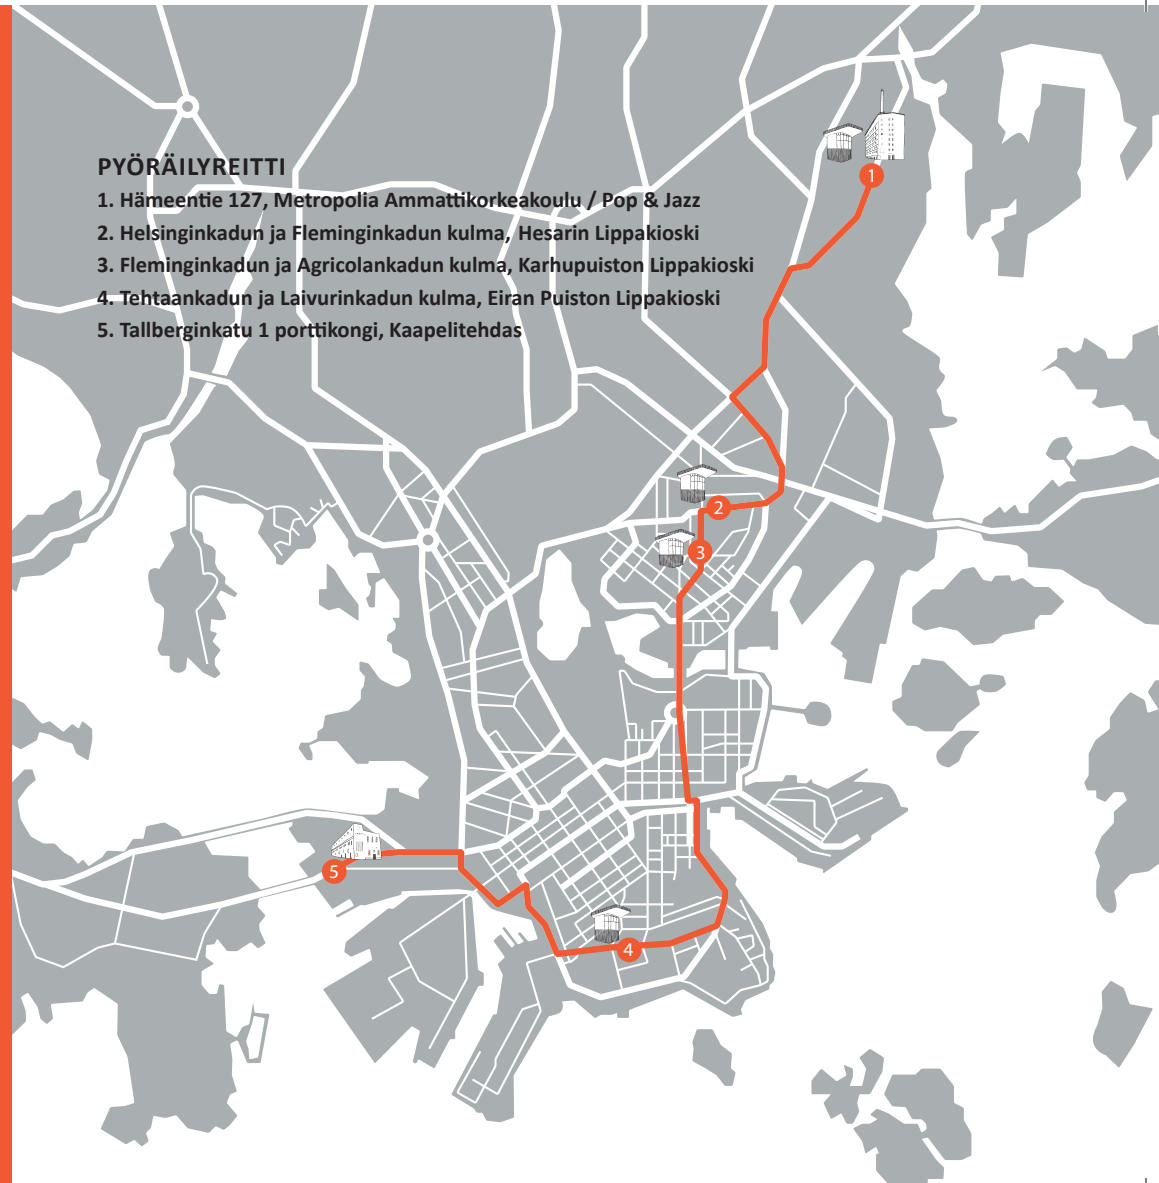 PYÖRÄILYREITTI
1. Hämeentie 127, Metropolia Ammattikorkeakoulu / Pop & Jazz
2. Helsinginkadun ja Fleminginkadun kulma, Hesarin Lippakioski
3. Fleminginkadun ja Agricolankadun kulma, Karhupuiston Lippakioski
4. Tehtaankadun ja Laivurinkadun kulma, Eiran Puiston Lippakioski
5. Tallberginkatu 1 porttikongi, Kaapelitehdas
1
2
3
5
4